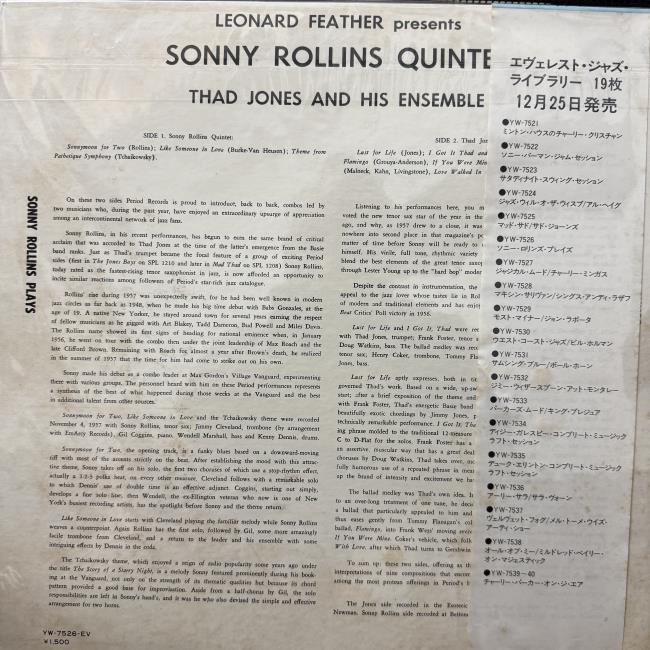 LEONARD FEATHER presents
SONNY ROLLINS QUINTE
THAD JONES AND HIS ENSEMBLE
SIDE 1. Sonny Rollins Quintet:
Sonnymoon for Two (Rollins); Like Someone in Love (Burke-Van Heusen); Theme from
Pathetique Symphony (Tchaikovsky).
SONNY ROLLINS PLAYS
On these two sides Period Records is proud to introduce, back to back, combos led by
two musicians who, during the past year, have enjoyed an extraordinary upsurge of appreciation
among an intercontinental network of jazz fans.
Sonny Rollins, in his recent performances, has begun to earn the same brand of critical
acclaim that was accorded to Thad Jones at the time of the latter's emergence from the Basie
band ranks. Just as Thad's trumpet became the focal feature of a group of exciting Period
sides (first in The Jones Boys on SPL 1210 and later in Mad Thad on SPL 1208) Sonny Rollins,
today rated as the fastest-rising tenor saxophonist in jazz, is now afforded an opportunity to
incite similar reactions among followers of Period's star-rich jazz catalogue.
Rollins' rise during 1957 was unexpectedly swift, for he had been well known in modern
jazz circles as far back as 1948, when he made his big time debut with Babs Gonzales, at the
age of 19. A native New Yorker, he stayed around town for several years earning the respect
of fellow musicians as he gigged with Art Blakey, Tadd Dameron, Bud Powell and Miles Davis.
The Rollins name showed its first signs of heading for national eminence when, in January
1956, he went on tour with the combo then under the joint leadership of Max Roach and the
late Clifford Brown. Remaining with Roach for almost a year after Brown's death, he realized
in the summer of 1957 that the time for him had come to strike out on his own.
Sonny made his debut as a combo leader at Max Gordon's Village Vanguard, experimenting
there with various groups. The personnel heard with him on these Period performances represents
a synthesis of the best of what happened during those weeks at the Vanguard and the best
in additional talent from other sources.
Sonnymoon for Two, Like Someone in Love and the Tchaikovsky theme were recorded
November 4, 1957 with Sonny Rollins, tenor sax; Jimmy Cleveland, trombone (by arrangement
with EmArcy Records), Gil Coggins, piano, Wendell Marshall, bass and Kenny Dennis, drums.
Sonnymoon for Two, the opening track, is a funky blues based on a downward-moving
riff with most of the accents strictly on the beat. After establishing the mood with this attrac-
tive theme, Sonny takes off on his solo, the first two choruses of which use a stop-rhythm effect,
actually a 3-2-3 polka beat, on every other measure. Cleveland follows with a remarkable solo
to which Dennis' use of double time is an effective adjunct. Coggins, starting out simply,
develops a fine solo line; then Wendell, the ex-Ellington veteran who now is one of New
York's busiest recording artists, has the spotlight before Sonny and the theme return.
Like Someone in Love starts with Cleveland playing the familiar melody while Sonny Rollins
weaves a counterpoint. Again Rollins has the first solo, followed by Gil, some more amazingly
facile trombone from Cleveland, and a return to the leader and his ensemble with some
intriguing effects by Dennis in the coda.
The Tchaikovsky theme, which enjoyed a reign of radio popularity some years ago under
the title The Story of a Starry Night, is a melody Sonny featured prominently during his book-
ing at the Vanguard, not only on the strength of its thematic qualities but because its chord
pattern provided a good base for improvisation. Aside from a half-chorus by Gil, the solo
responsibilities are left in Sonny's hands, and it was he who also devised the simple and effective
arrangement for two horns.
YW-7526-EV
¥1,500
SIDE 2. Thad Jon
Lust for Life (Jones); I Got It Thad and
Flamingo (Grouya-Anderson), If You Were Min
(Malneck, Kahn, Livingstone), Love Walked In
Listening to his performances here, you m
voted the new tenor sax star of the year in the
ago, and why, as 1957 drew to a close, it was
nowhere into second place in that magazine's po
matter of time before Sonny will be ready to
himself. His virile, full tone, rhythmic variety
blend the best elements of the great tenor saxop
through Lester Young up to the "hard bop" moder
Despite the contrast in instrumentation, the
appeal to the jazz lover whose tastes lie in Rol
of modern and traditional elements and has enjoy
Beat Critics' Poll victory in 1956.
Lust for Life and I Got It, Thad were rec
with Thad Jones, trumpet; Frank Foster, tenor s
Doug Watkins, bass. The ballad medley was reco
tenor sax; Henry Coker, trombone, Tommy Fla
Jones, bass.
Lust for Life aptly expresses, both in titl
governed Thad's work. Based on a wide, up-sw
start; after a brief exposition of the theme and
with Frank Foster, Thad's energetic Basie band
beautifully exotic chordings by Jimmy Jones, p
technically remarkable performance. I Got It, The
ing phrase molded to the traditional 12-measure
C to D-Flat for the solos. Frank Foster has a
an assertive, muscular way that has a great deal
choruses by Doug Watkins, Thad takes over, inc
fully humorous use of a repeated phrase in mount
up the brand of intensity and excitement we hav
The ballad medley was Thad's own idea. It
to an over-long treatment of one tune, he decid
a ballad that particularly appealed to him and
thus eases gently from Tommy Flanagan's col
ballad, Flamingo, into Frank Wess' moving evoc
If You Were Mine. Coker's vehicle, which foll
With Love, after which Thad turns to Gershwin
To sum up: these two sides, offering as th
interpretations of nine compositions that encom
among the most protean offerings in Period's l
The Jones side recorded in the Esoteric
Newman. Sonny Rollins side recorded at Belton
エヴェレスト・ジャズ・
ライブラリー 19枚
12月25日発売
●YW-7521
ミントン・ハウスのチャーリー・クリスチャン
●YW-7522
ソニー・バーマン・ジャム・セッション
●YW-7523
サタディナイト・スウィング・セッション
●YW-7524
ジャズ・ウィル・オ・ザ・ウィスプ/アル・ヘイグ
●YW-7525
マッド・サド/サド・ジョーンズ
●YW-7526
ソニー・ロリンズ・プレイズ
●YW-7527
ジャジカル・ムード/チャーリー・ミンガス
●YW-7528
マキシン・サリヴァン/シングス・アンディ・ラザフ
●YW-7529
モスト・マイナー/ジョン・ラポータ
●YW-7530
ウエスト・コースト・ジャズ/ビル・ホルマン
●YW-7531
サムシング・ブルー/ポール・ホーン
●YW-7532
ジミー・ウィザースプーン・アット・モンタレー
●YW-7533
パーカーズ・ムード/キング・プレジュア
●YW-7534
ディジー・ガレスピー・コンプリート・ミュージック
ラフト・セッション
●YW-7535
デューク・エリントン・コンプリート・ミュージック
ラフト・セッション
●YW-7536
アーリー・サラ/サラ・ヴォーン
●YW-7537
ヴェルヴェット・フォグ/メル・トーメ・ウイズ・
アーティ・ショー
●YW-7538
オール・オブ・ミー/ミルドレッド・ベイリー・
オン・マジェスティック
●YW-7539〜40
チャーリー・パーカー・オン・ジ・エア